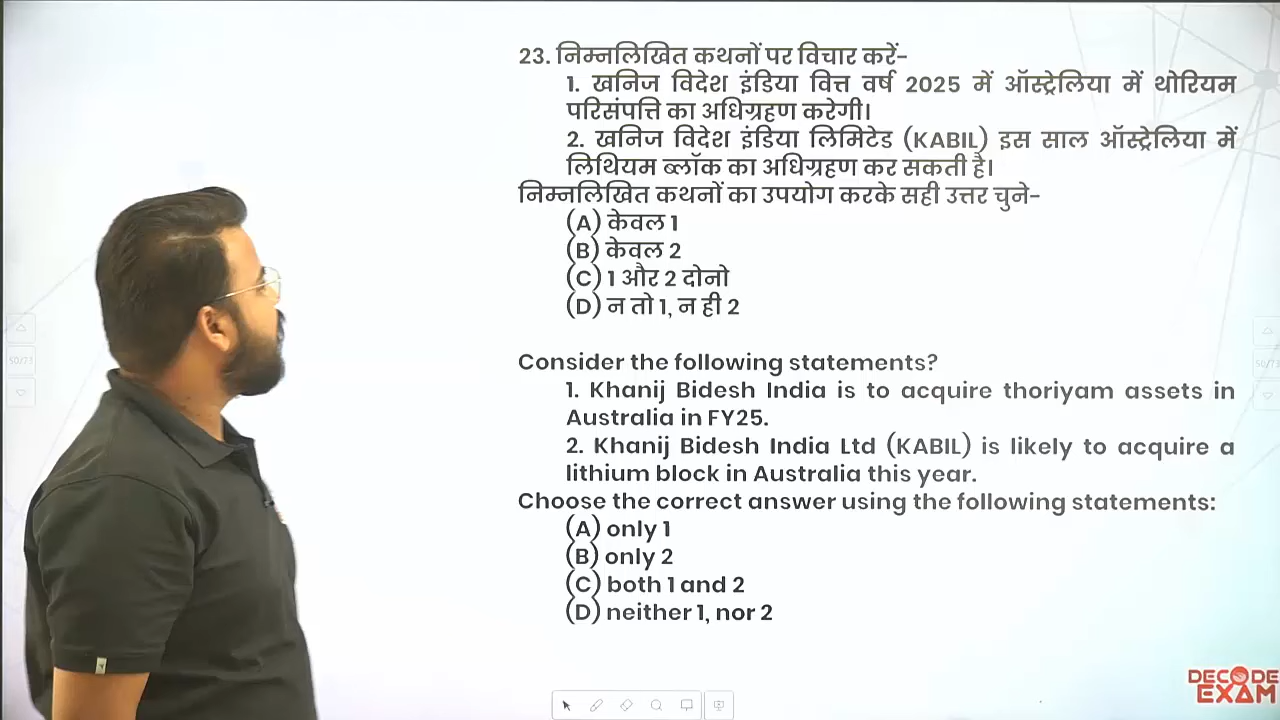 23. निम्नलिखित कथनों पर विचार करें-
1. खनिज विदेश इंडिया वित्त वर्ष 2025 में ऑस्ट्रेलिया में थोरियम
परिसंपत्ति का अधिग्रहण करेगी।
2. खनिज विदेश इंडिया लिमिटेड (KABIL) इस साल ऑस्ट्रेलिया में
लिथियम ब्लॉक का अधिग्रहण कर सकती है।
निम्नलिखित कथनों का उपयोग करके सही उत्तर चुने-
(A) केवल 1
(B) केवल 2
(C) 1 और 2 दोनो
(D) न तो 1, न ही 2
Consider the following statements?
1. Khanij Bidesh India is to acquire thoriyam assets in
Australia in FY25.
2. Khanij Bidesh India Ltd (KABIL) is likely to acquire a
lithium block in Australia this year.
Choose the correct answer using the following statements:
(A) only 1
(B) only 2
(C) both 1 and 2
(D) neither 1, nor 2
50/73
50/73
DECODE
EXAM